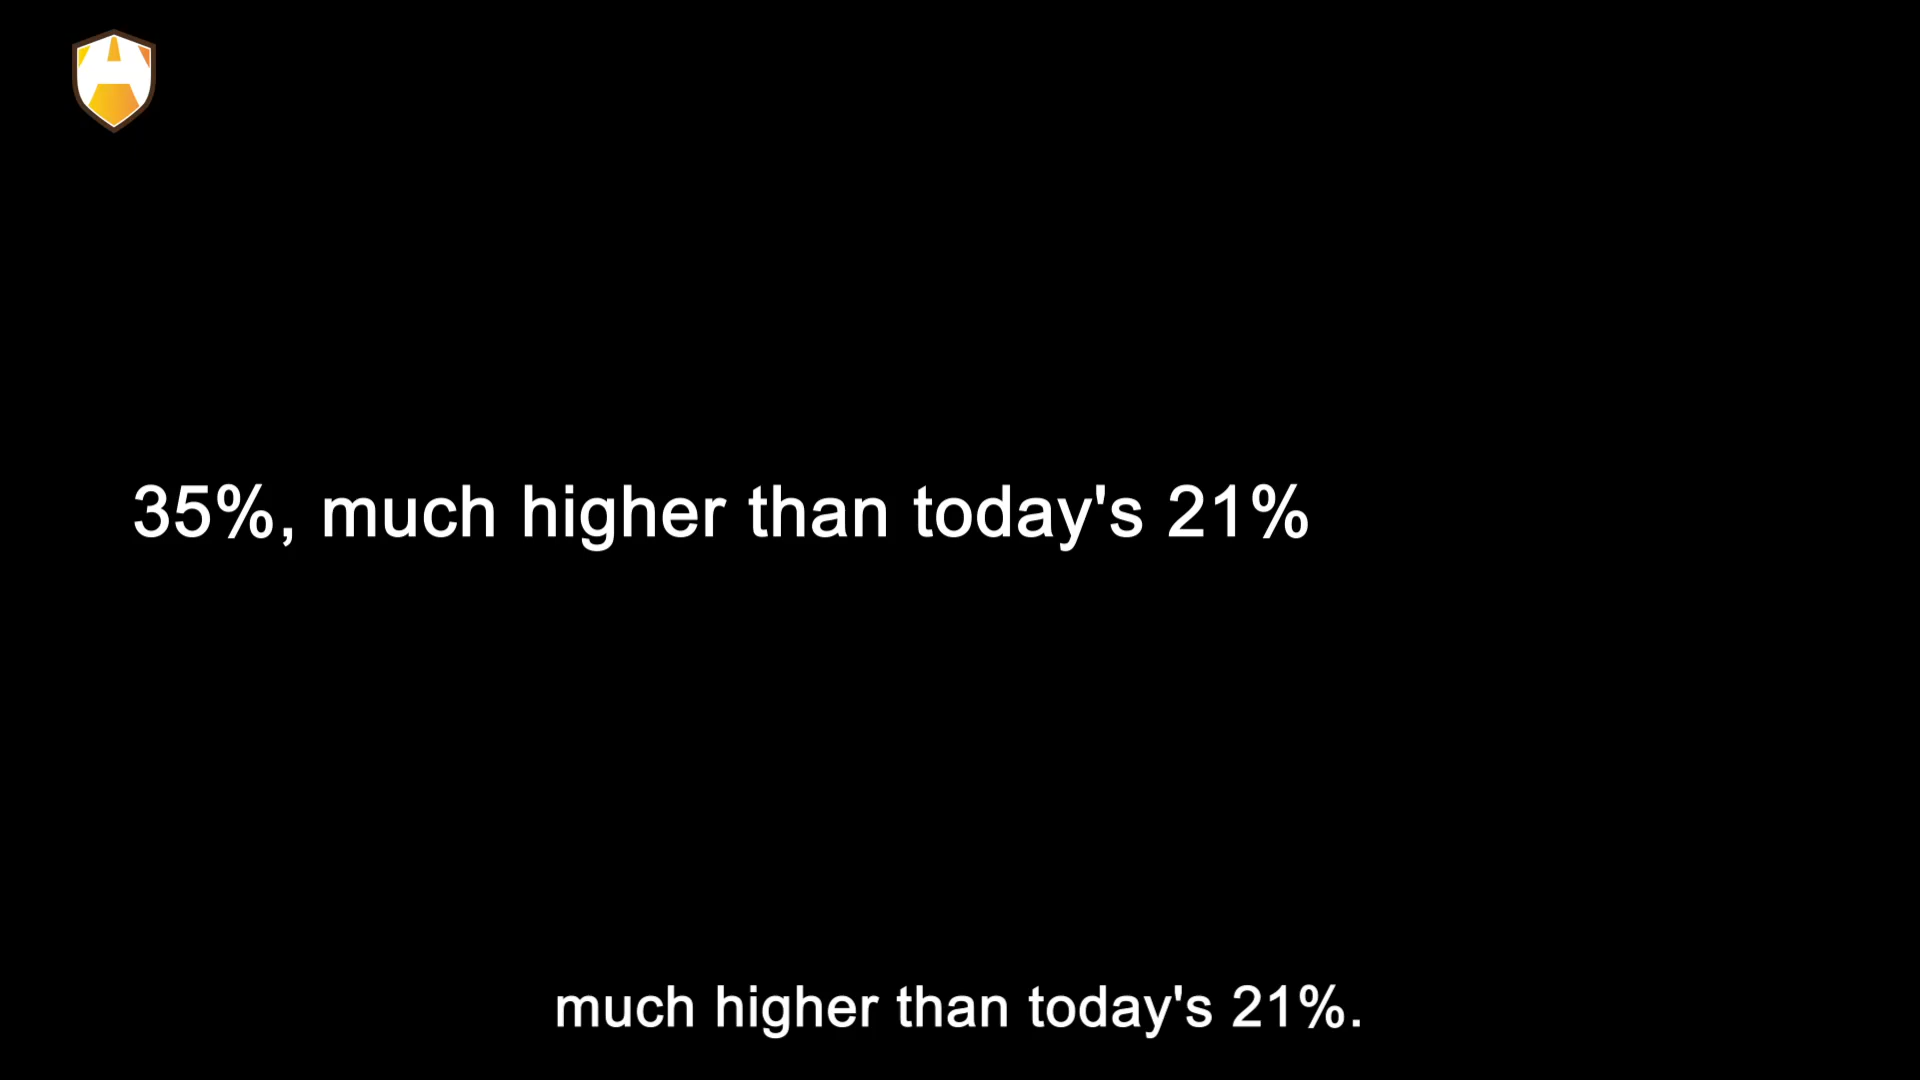 35%, much higher than today's 21%
much higher than today's 21%.